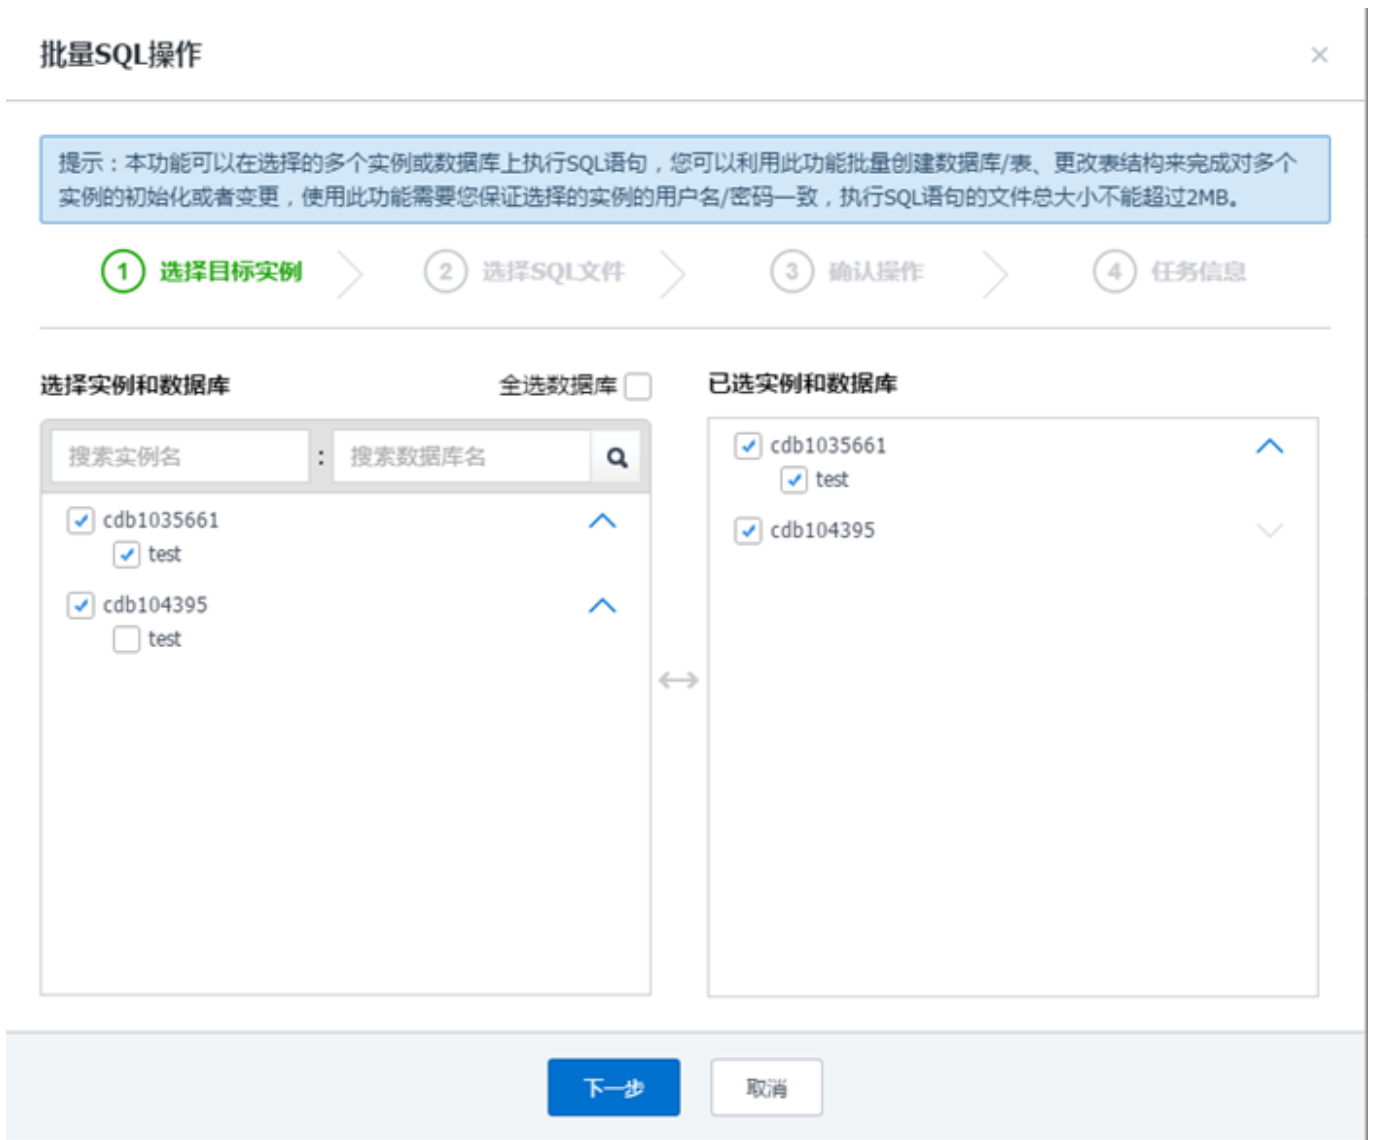 批量SQL操作
提示：本功能可以在选择的多个实例或数据库上执行SQL语句，您可以利用此功能批量创建数据库/表、更改表结构来完成对多个
实例的初始化或者变更，使用此功能需要您保证选择的实例的用户名/密码一致，执行SQL语句的文件总大小不能超过2MB。
1 选择目标实例 2 选择SQL文件 3 确认操作 4 任务信息
选择实例和数据库 全选数据库
搜索实例名 : 搜索数据库名
cdb1035661
test
cdb104395
test
已选实例和数据库
cdb1035661
test
cdb104395
下一步 取消